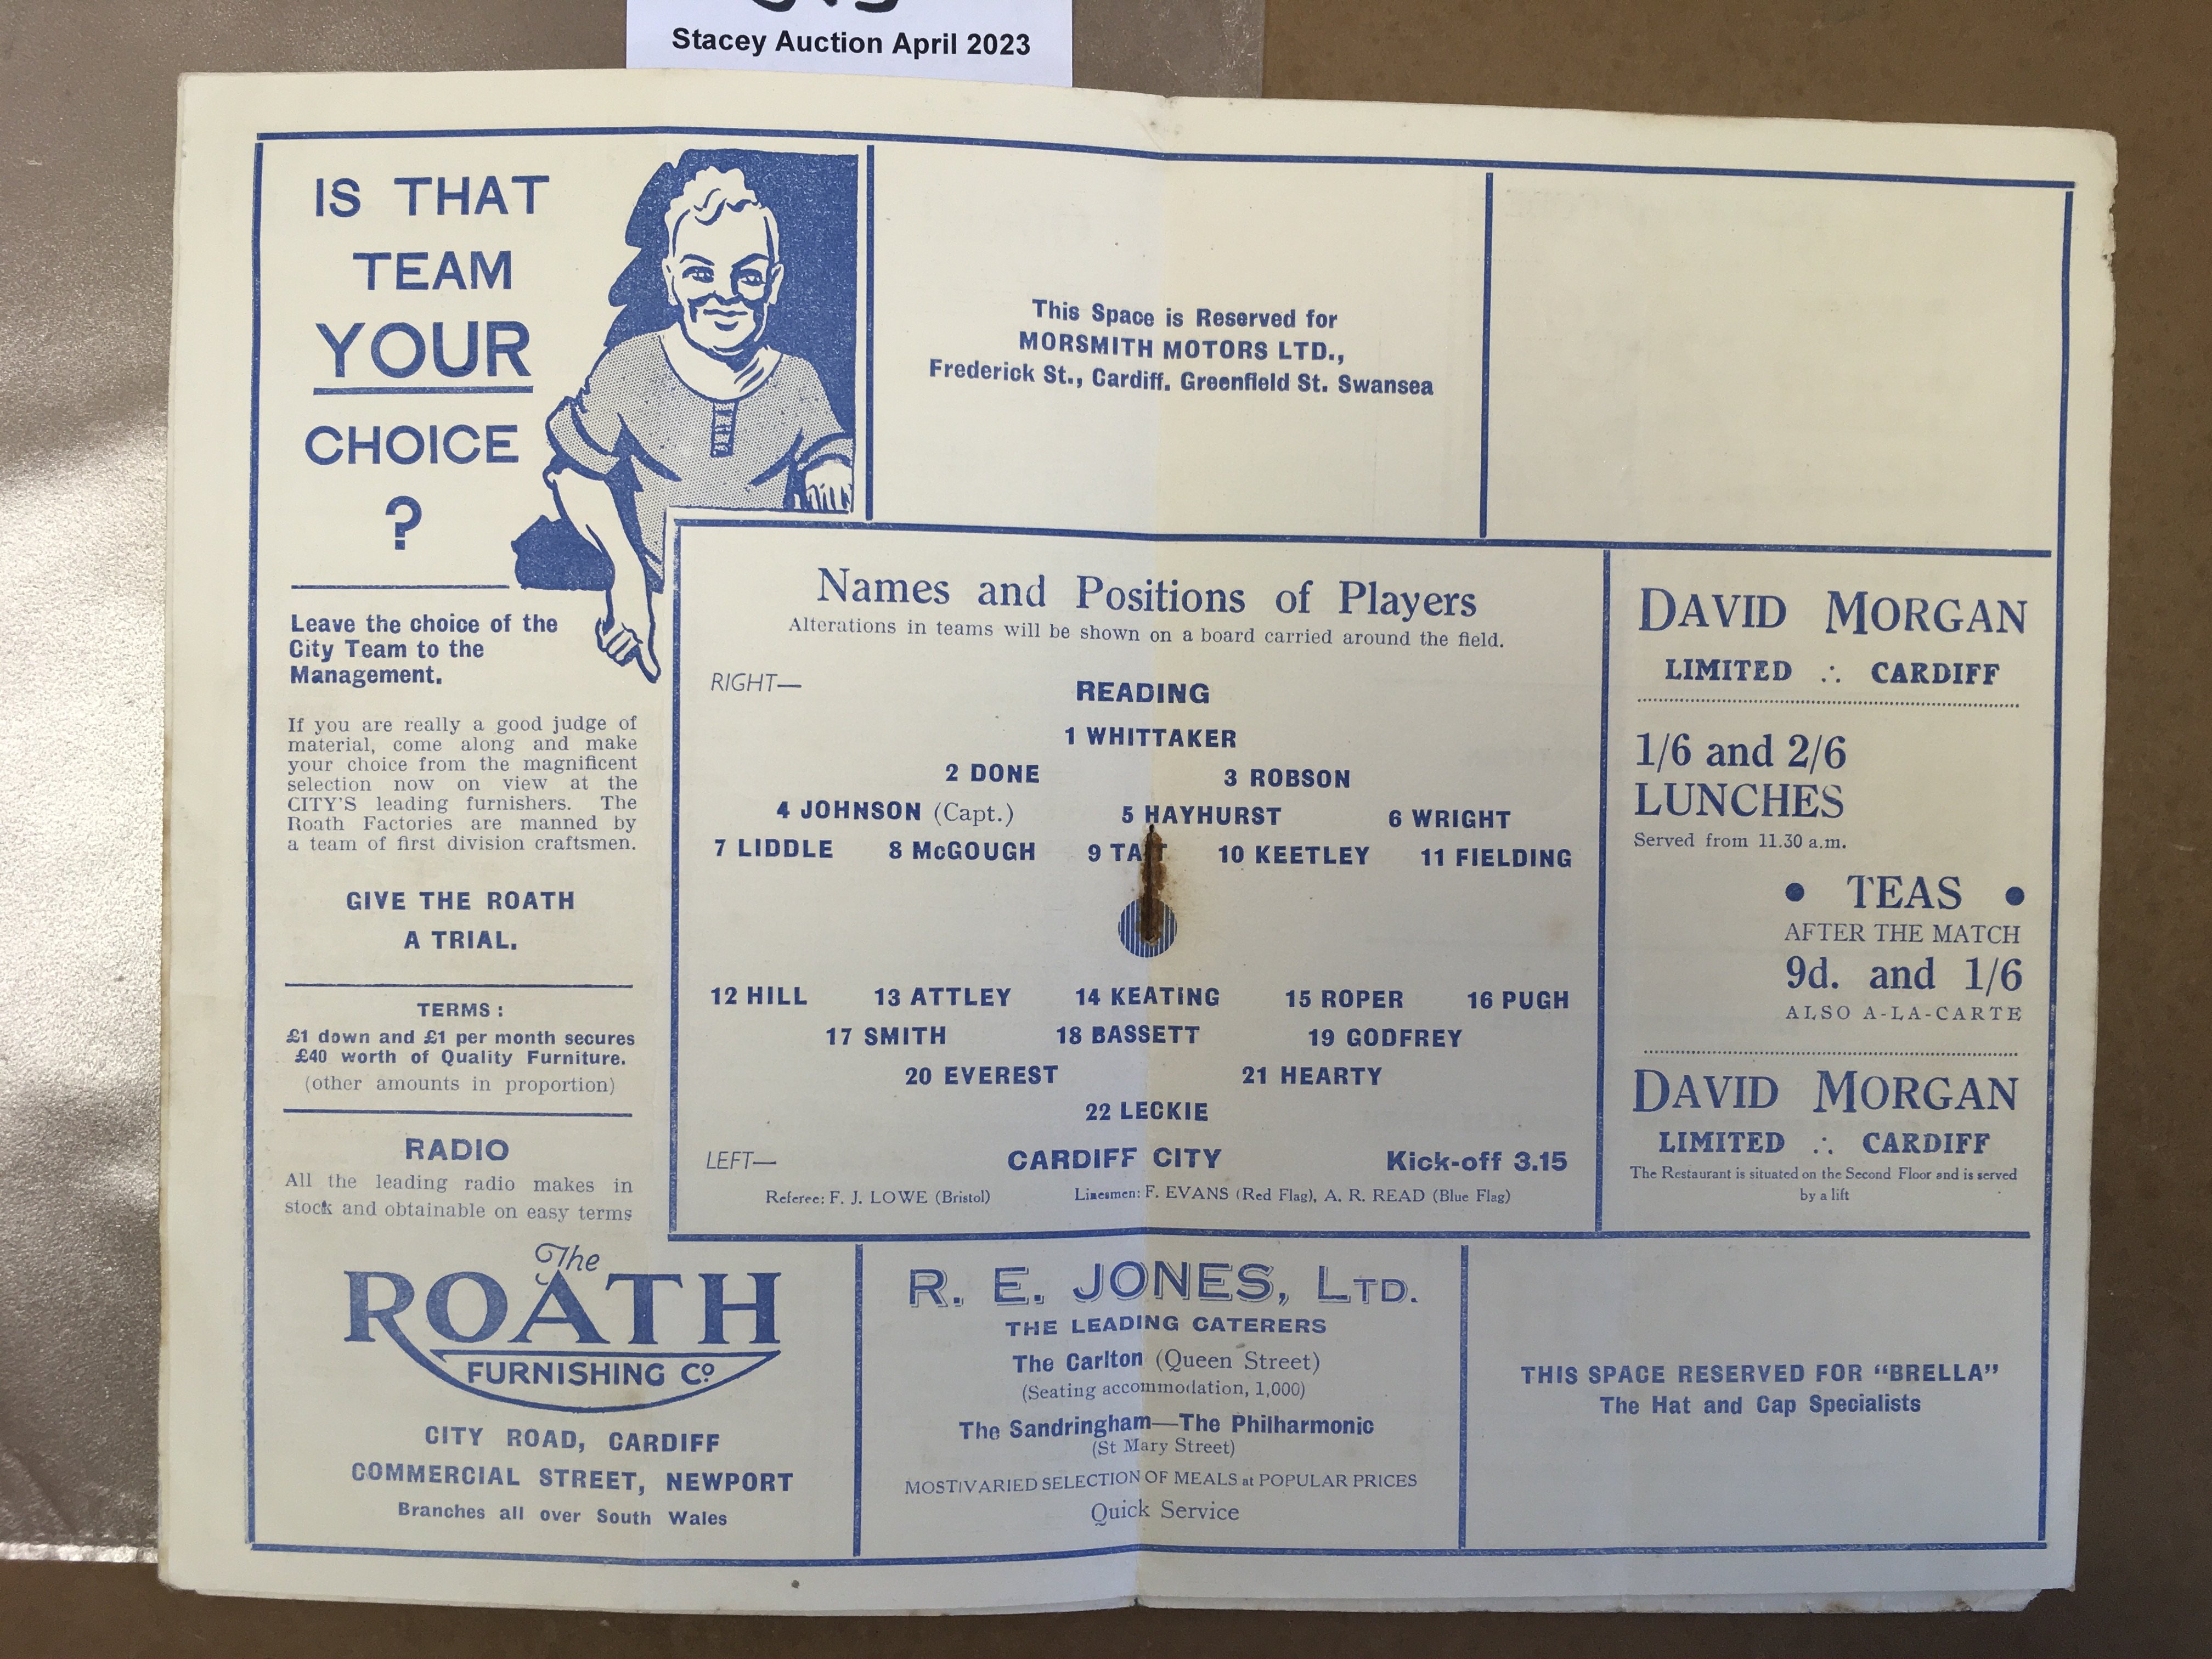 Stacey Auction April 2023
IS THAT
TEAM
YOUR
CHOICE
?
Leave the choice of the
City Team to the
Management.
If you are really a good judge of
material, come along and make
your choice from the magnificent
selection now on view at the
CITY'S leading furnishers. The
Roath Factories are manned by
a team of first division craftsmen.
GIVE THE ROATH
A TRIAL.
TERMS :
£1 down and £1 per month secures
£40 worth of Quality Furniture.
(other amounts in proportion)
RADIO
All the leading radio makes in
stock and obtainable on easy terms
The
ROATH
FURNISHING Co.
CITY ROAD, CARDIFF
COMMERCIAL STREET, NEWPORT
Branches all over South Wales
This Space is Reserved for
MORSMITH MOTORS LTD.,
Frederick St., Cardiff. Greenfield St. Swansea
Names and Positions of Players
Alterations in teams will be shown on a board carried around the field.
RIGHT—
READING
1 WHITTAKER
2 DONE 3 ROBSON
4 JOHNSON (Capt.) 5 HAYHURST 6 WRIGHT
7 LIDDLE 8 McGOUGH 9 TAIT 10 KEETLEY 11 FIELDING
12 HILL 13 ATTLEY 14 KEATING 15 ROPER 16 PUGH
17 SMITH 18 BASSETT 19 GODFREY
20 EVEREST 21 HEARTY
22 LECKIE
LEFT— CARDIFF CITY Kick-off 3.15
Referee: F. J. LOWE (Bristol) Linesmen: F. EVANS (Red Flag), A. R. READ (Blue Flag)
DAVID MORGAN
LIMITED ∴ CARDIFF
1/6 and 2/6
LUNCHES
Served from 11.30 a.m.
• TEAS •
AFTER THE MATCH
9d. and 1/6
ALSO A-LA-CARTE
DAVID MORGAN
LIMITED ∴ CARDIFF
The Restaurant is situated on the Second Floor and is served
by a lift
R. E. JONES, LTD.
THE LEADING CATERERS
The Carlton (Queen Street)
(Seating accommodation, 1,000)
The Sandringham—The Philharmonic
(St Mary Street)
MOST VARIED SELECTION OF MEALS at POPULAR PRICES
Quick Service
THIS SPACE RESERVED FOR "BRELLA"
The Hat and Cap Specialists